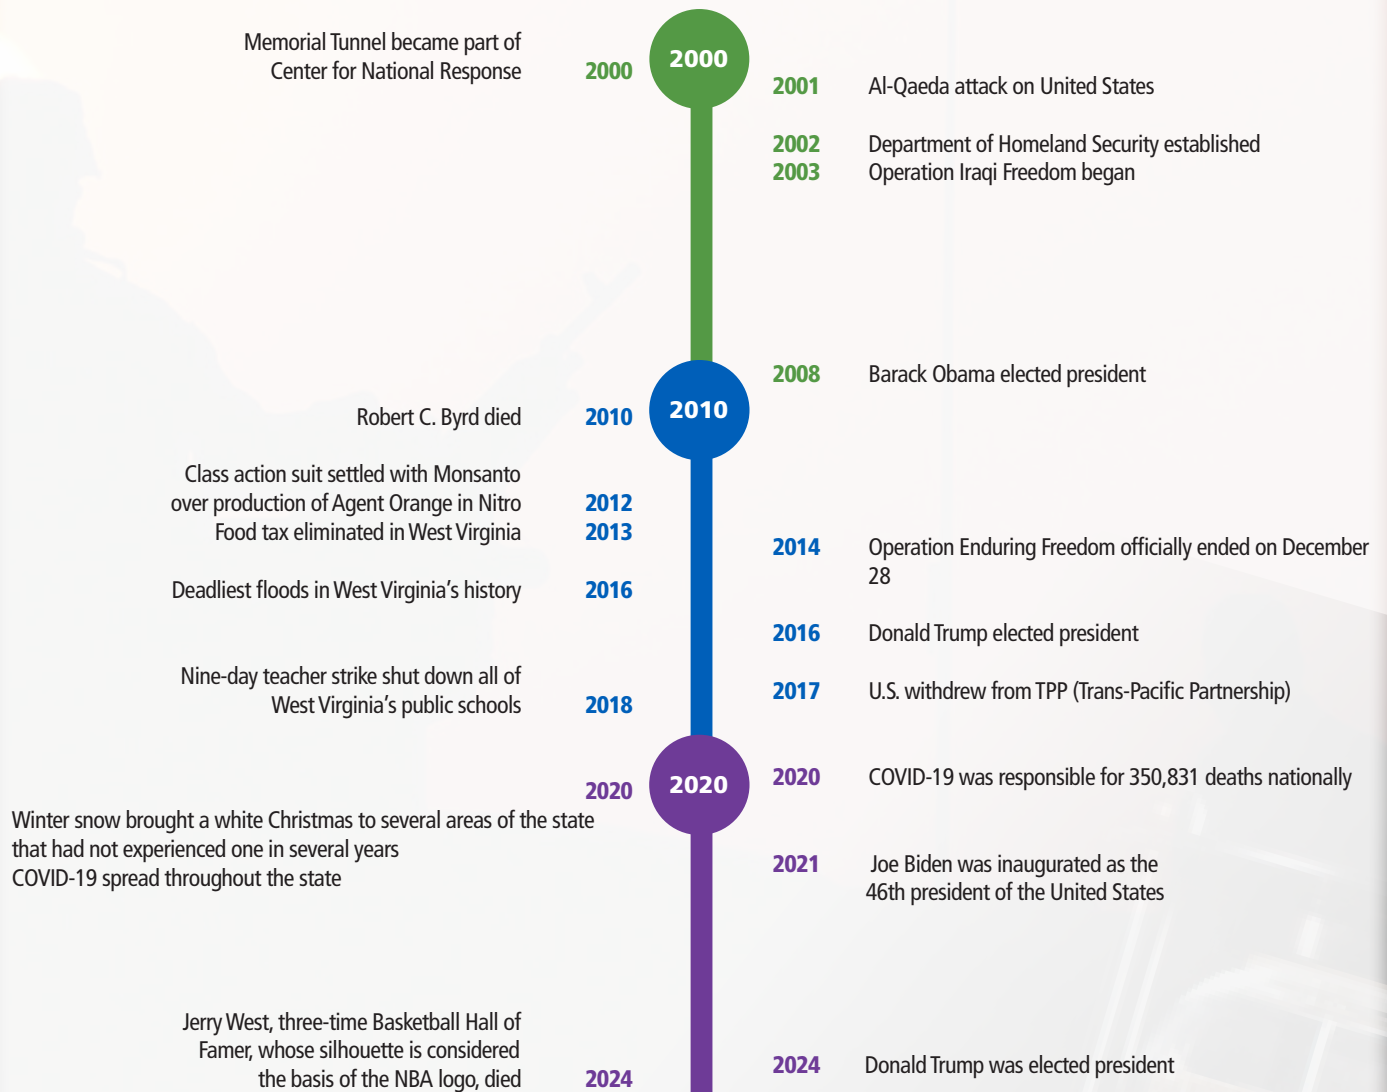 Memorial Tunnel became part of
Center for National Response
2000
2000
2001 Al-Qaeda attack on United States
2002 Department of Homeland Security established
2003 Operation Iraqi Freedom began
2008 Barack Obama elected president
2010
Robert C. Byrd died 2010
Class action suit settled with Monsanto
over production of Agent Orange in Nitro 2012
Food tax eliminated in West Virginia 2013
2014 Operation Enduring Freedom officially ended on December
28
Deadliest floods in West Virginia's history 2016
2016 Donald Trump elected president
Nine-day teacher strike shut down all of
West Virginia's public schools 2018
2017 U.S. withdrew from TPP (Trans-Pacific Partnership)
2020
2020 COVID-19 was responsible for 350,831 deaths nationally
2020
Winter snow brought a white Christmas to several areas of the state
that had not experienced one in several years
COVID-19 spread throughout the state
2021 Joe Biden was inaugurated as the
46th president of the United States
Jerry West, three-time Basketball Hall of
Famer, whose silhouette is considered
the basis of the NBA logo, died 2024
2024 Donald Trump was elected president